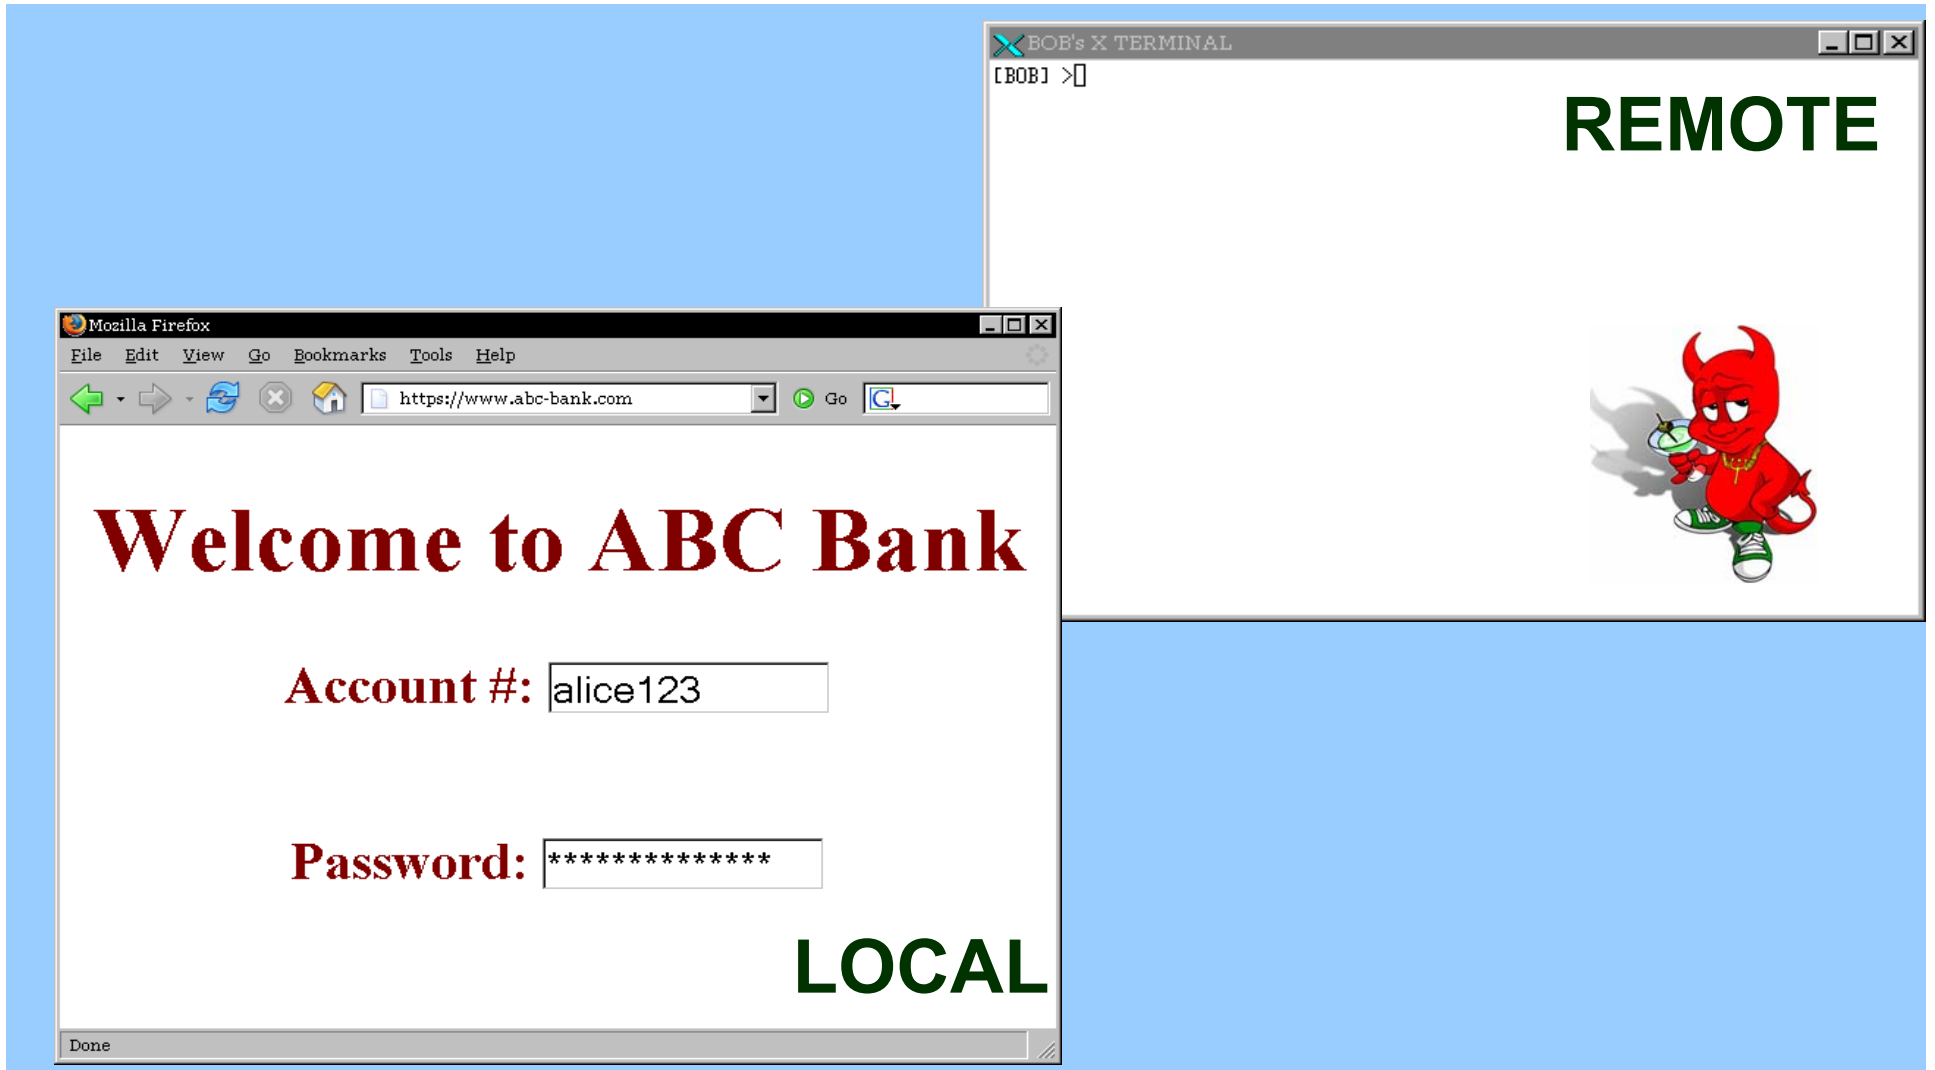 BOB's X TERMINAL
[BOB] >
REMOTE
Mozilla Firefox
File Edit View Go Bookmarks Tools Help
https://www.abc-bank.com Go G
Welcome to ABC Bank
Account #: alice123
Password: **************
LOCAL
Done